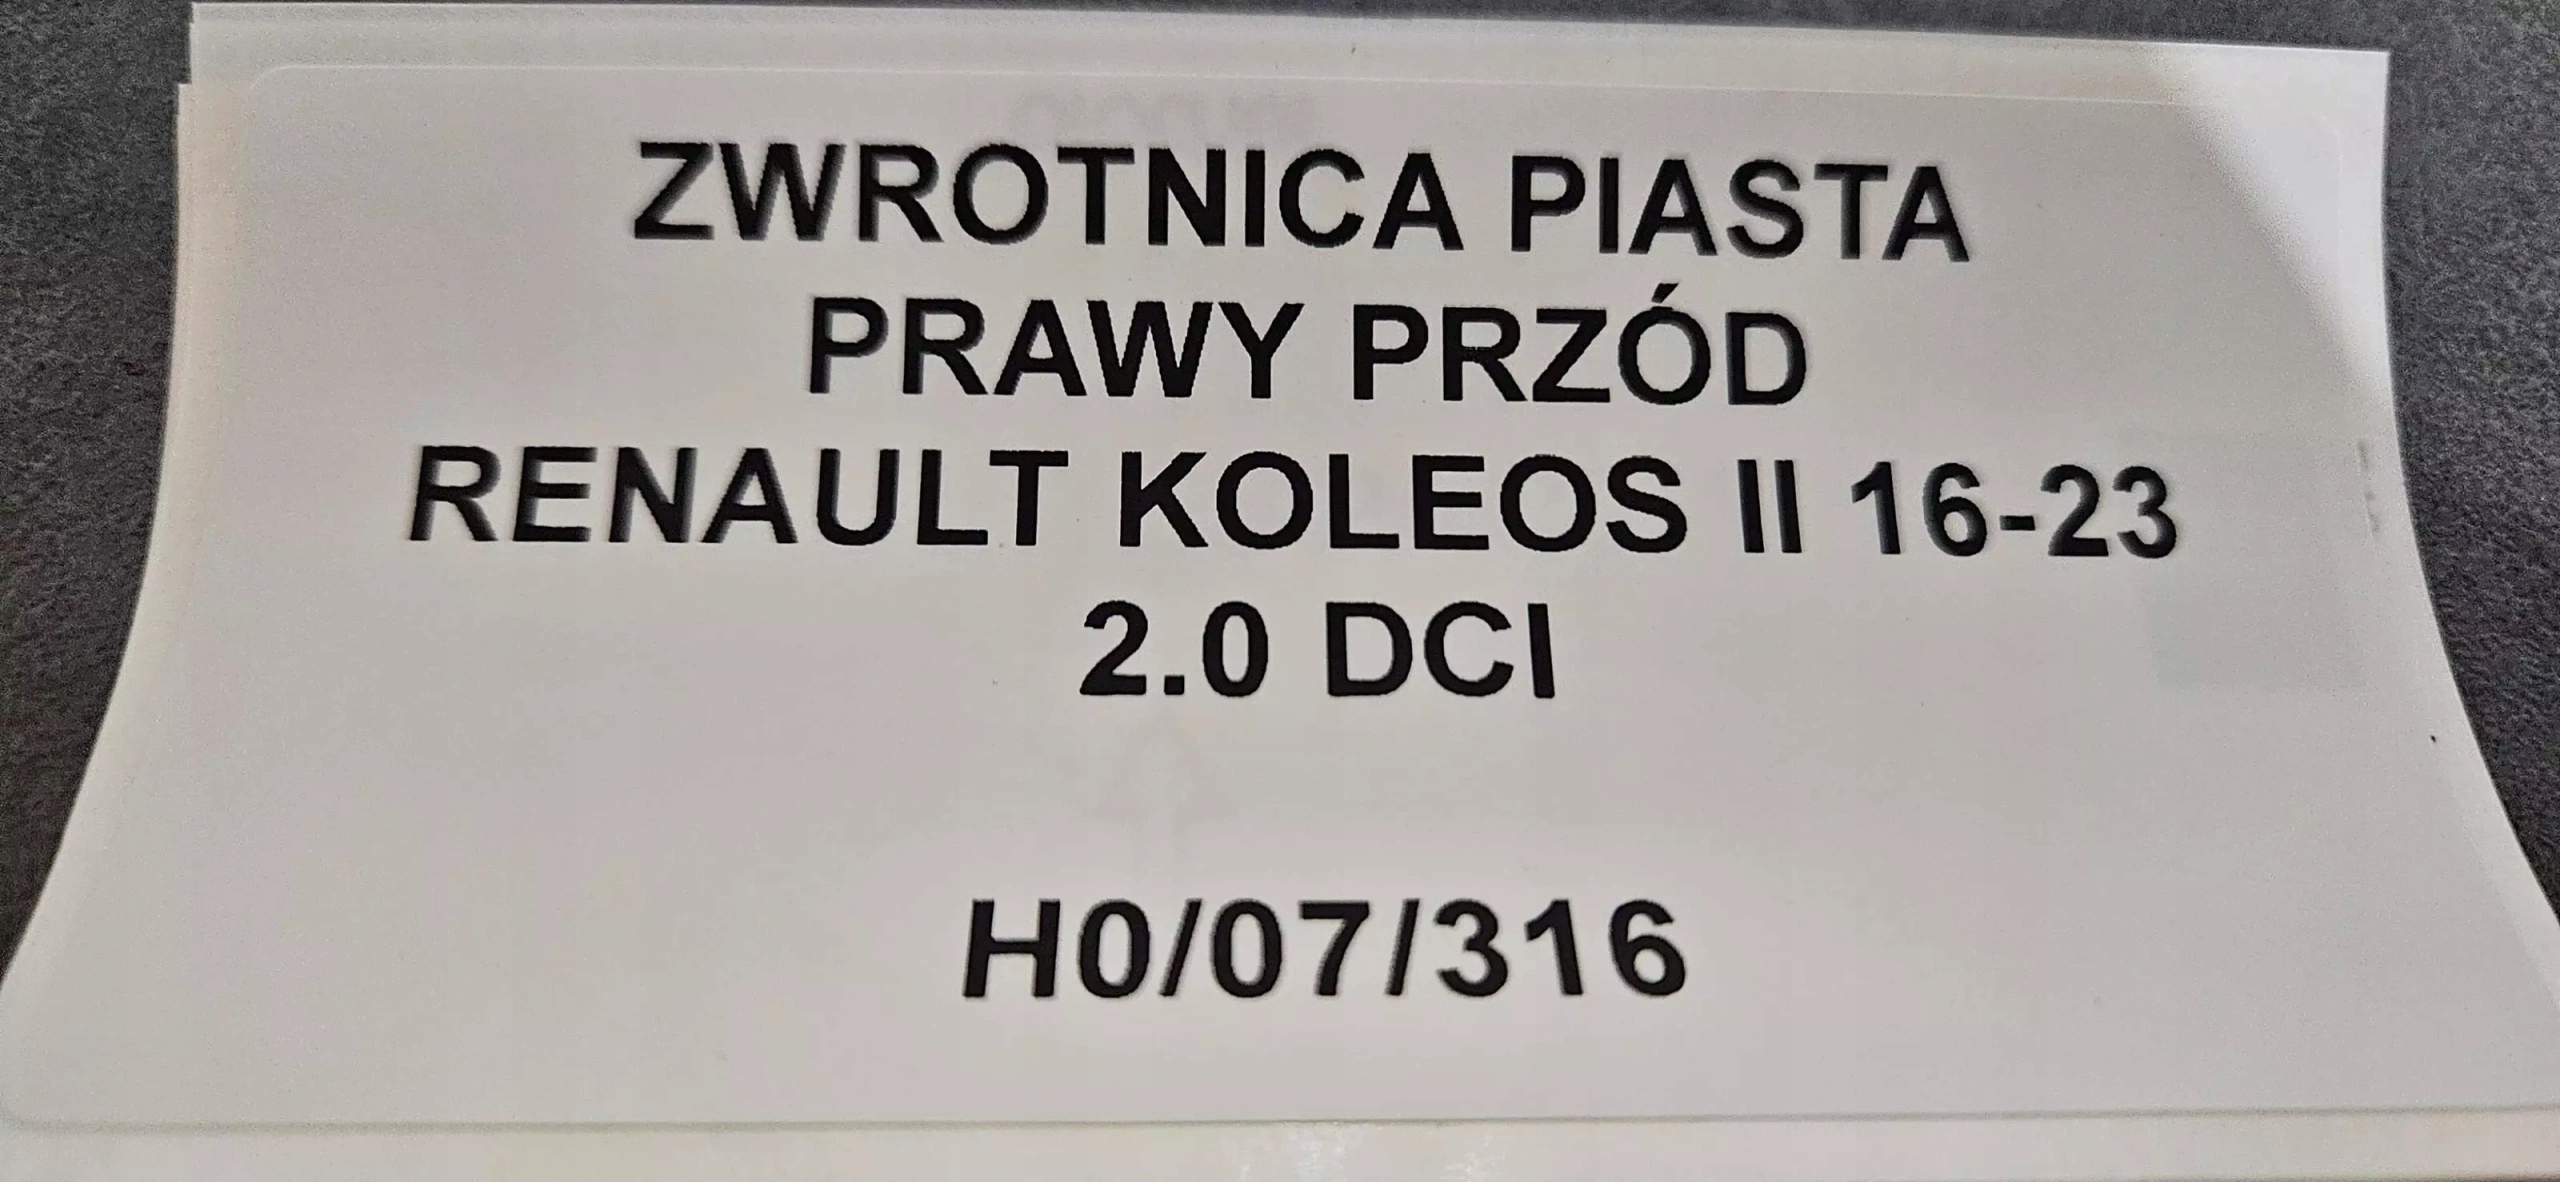 ZWROTNICA PIASTA
PRAWY PRZÓD
RENAULT KOLEOS II 16-23
2.0 DCI
H0/07/316